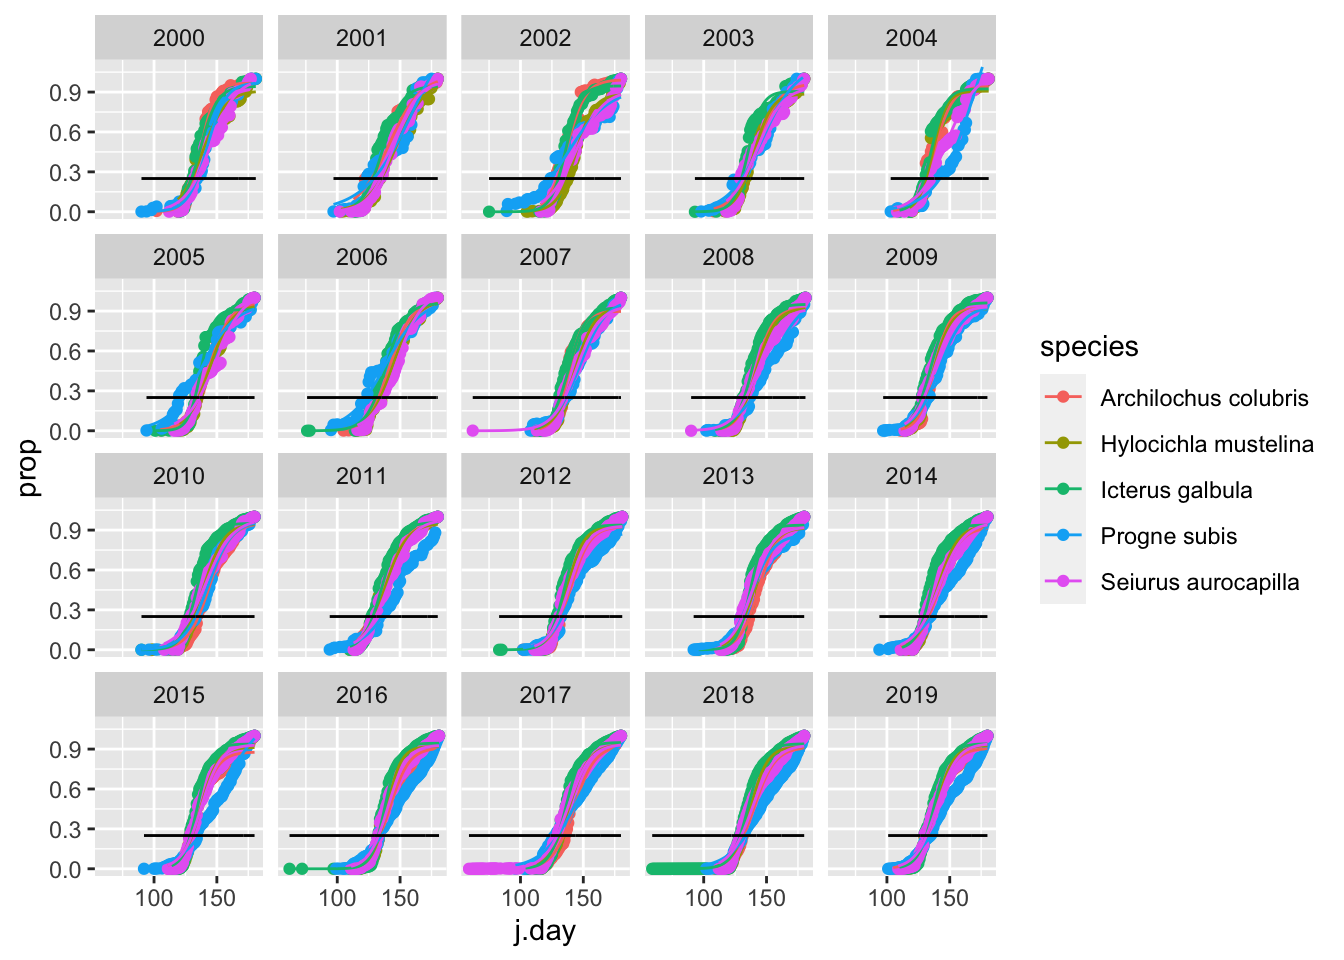 2000 2001 2002 2003 2004
0.9
0.6
0.3
0.0
2005 2006 2007 2008 2009
0.9
0.6
0.3
0.0
2010 2011 2012 2013 2014
0.9
0.6
0.3
0.0
2015 2016 2017 2018 2019
0.9
0.6
0.3
0.0
100 150 100 150 100 150 100 150 100 150
j.day
prop
species
Archilochus colubris
Hylocichla mustelina
Icterus galbula
Progne subis
Seiurus aurocapilla